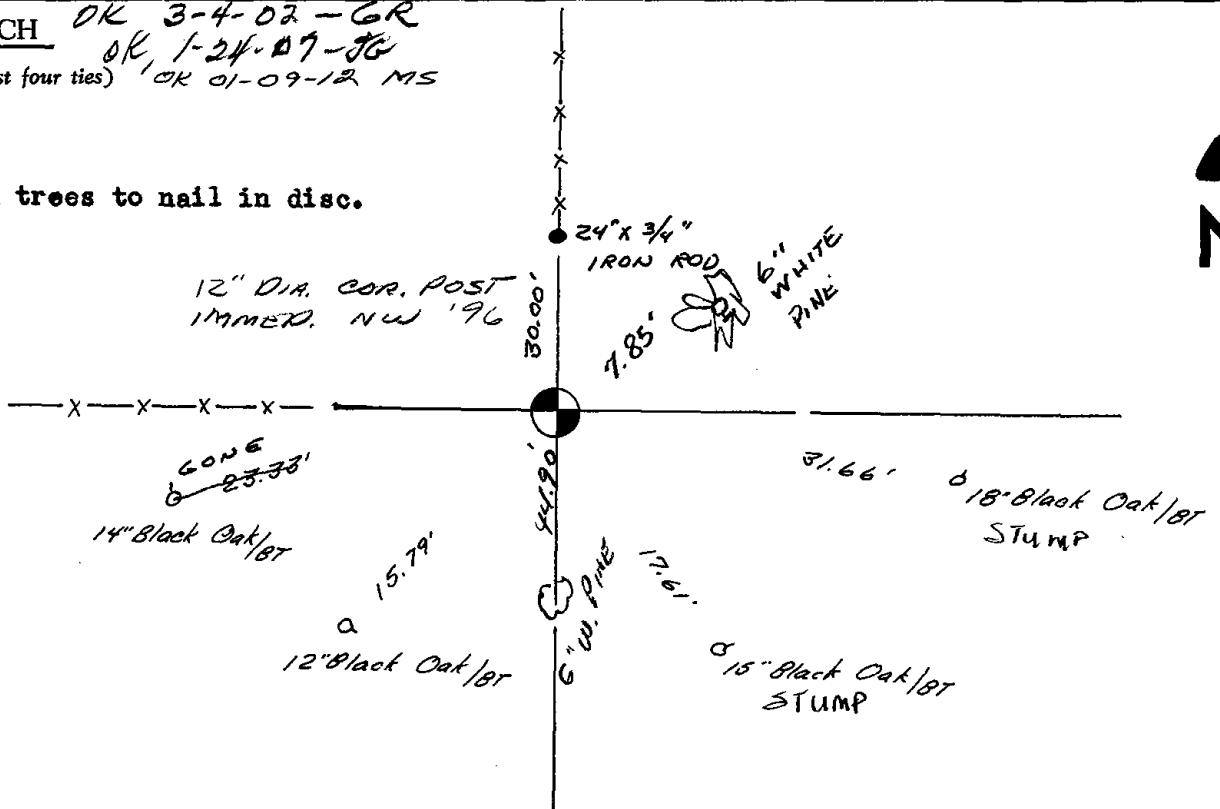 CH OK 3-4-02 - GR
OK 1-24-07-JG
st four ties) OK 01-09-12 MS
trees to nail in disc.
N
24" x 3/4"
IRON ROD
6"
WHITE
PINE
12" DIA. COR. POST
IMMED. NW '96
30.00'
7.85'
GONE
23.33'
14" Black Oak/BT
15.79'
12" Black Oak/BT
44.90'
6" W. PINE
17.61'
15" Black Oak/BT
STUMP
31.66'
18" Black Oak/BT
STUMP